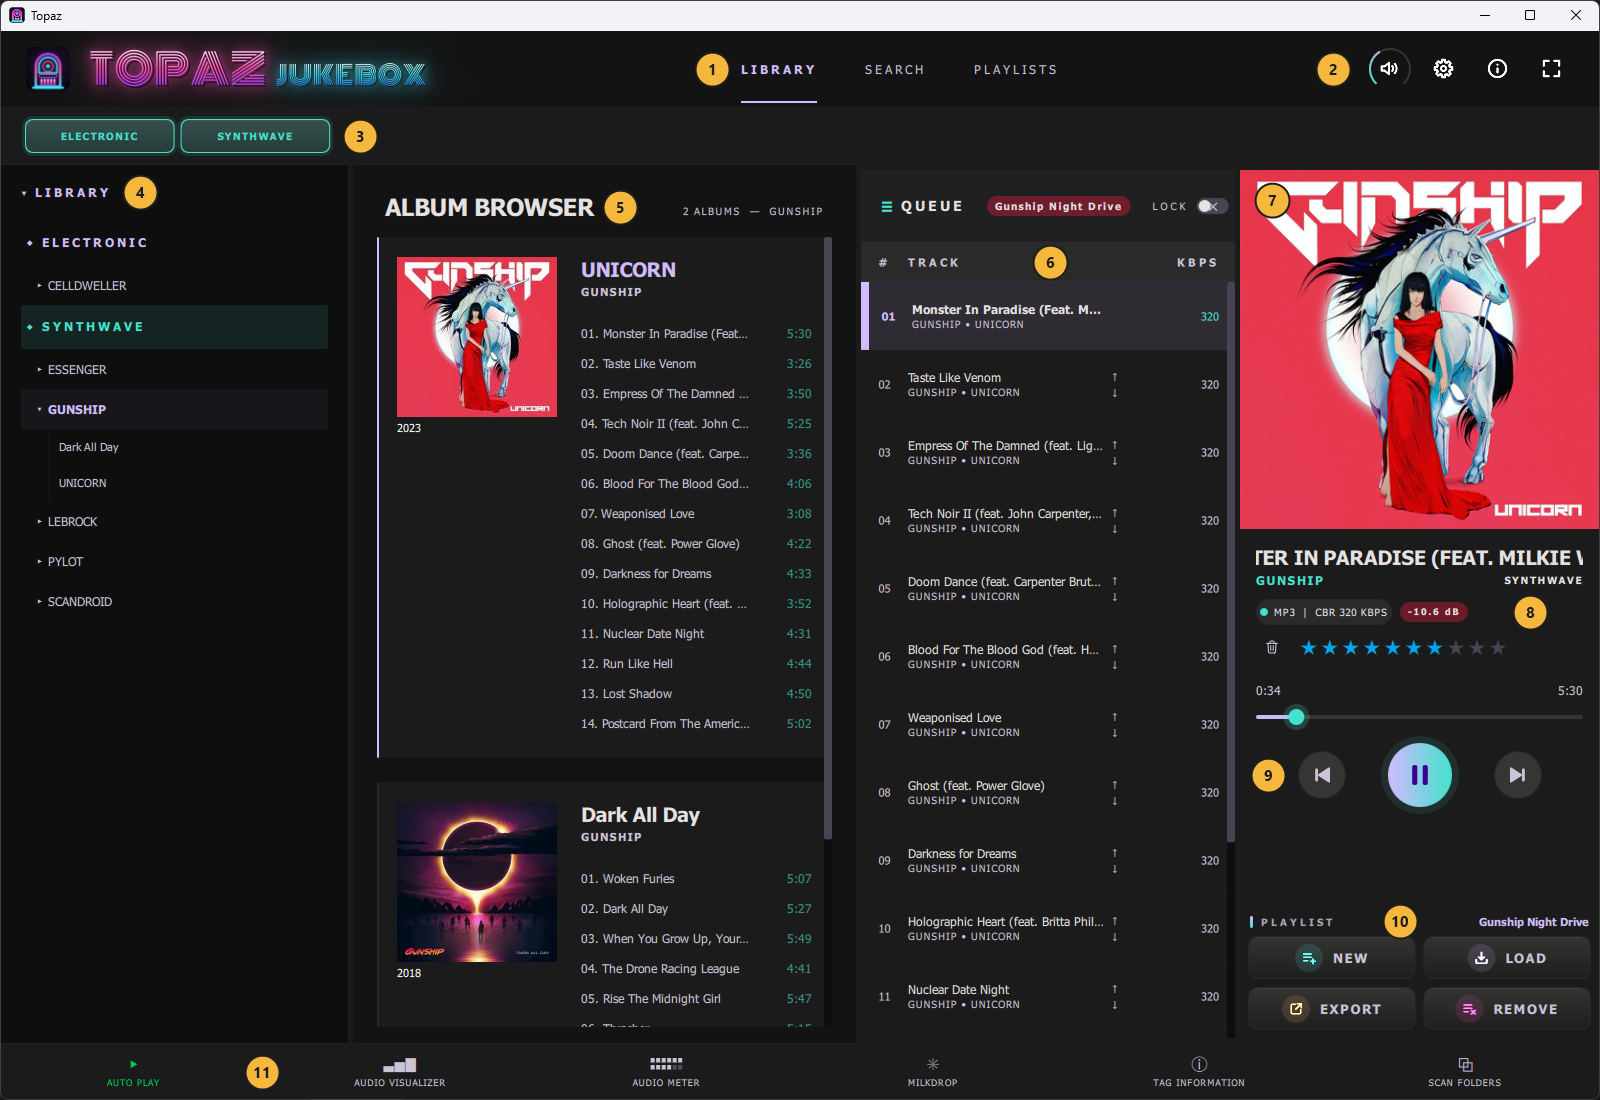 Topaz
TOPAZ JUKEBOX
1 LIBRARY SEARCH PLAYLISTS 2
ELECTRONIC SYNTHWAVE 3
LIBRARY 4
ELECTRONIC
CELLDWELLER
SYNTHWAVE
ESSENGER
GUNSHIP
Dark All Day
UNICORN
LEBROCK
PYLOT
SCANDROID
ALBUM BROWSER 5 2 ALBUMS — GUNSHIP
GUNSHIP
UNICORN
2023
UNICORN
GUNSHIP
01. Monster In Paradise (Feat... 5:30
02. Taste Like Venom 3:26
03. Empress Of The Damned ... 3:50
04. Tech Noir II (feat. John C... 5:25
05. Doom Dance (feat. Carpe... 3:36
06. Blood For The Blood God... 4:06
07. Weaponised Love 3:08
08. Ghost (feat. Power Glove) 4:22
09. Darkness for Dreams 4:33
10. Holographic Heart (feat. ... 3:52
11. Nuclear Date Night 4:31
12. Run Like Hell 4:44
13. Lost Shadow 4:50
14. Postcard From The Americ... 5:02
GUNSHIP DARK ALL DAY
2018
Dark All Day
GUNSHIP
01. Woken Furies 5:07
02. Dark All Day 5:27
03. When You Grow Up, Your... 5:49
04. The Drone Racing League 4:41
05. Rise The Midnight Girl 5:47
QUEUE Gunship Night Drive LOCK
# TRACK 6 KBPS
01 Monster In Paradise (Feat. M... 320
GUNSHIP • UNICORN
02 Taste Like Venom ↑ 320
GUNSHIP • UNICORN ↓
03 Empress Of The Damned (feat. Lig... ↑ 320
GUNSHIP • UNICORN ↓
04 Tech Noir II (feat. John Carpenter,... ↑ 320
GUNSHIP • UNICORN ↓
05 Doom Dance (feat. Carpenter Brut... ↑ 320
GUNSHIP • UNICORN ↓
06 Blood For The Blood God (feat. H... ↑ 320
GUNSHIP • UNICORN ↓
07 Weaponised Love ↑ 320
GUNSHIP • UNICORN ↓
08 Ghost (feat. Power Glove) ↑ 320
GUNSHIP • UNICORN ↓
09 Darkness for Dreams ↑ 320
GUNSHIP • UNICORN ↓
10 Holographic Heart (feat. Britta Phil... ↑ 320
GUNSHIP • UNICORN ↓
11 Nuclear Date Night ↑ 320
GUNSHIP • UNICORN ↓
7
GUNSHIP
UNICORN
TER IN PARADISE (FEAT. MILKIE
GUNSHIP SYNTHWAVE
MP3 | CBR 320 KBPS -10.6 dB 8
0:34 5:30
9
PLAYLIST 10 Gunship Night Drive
NEW LOAD
EXPORT REMOVE
AUTO PLAY 11 AUDIO VISUALIZER AUDIO METER MILKDROP TAG INFORMATION SCAN FOLDERS